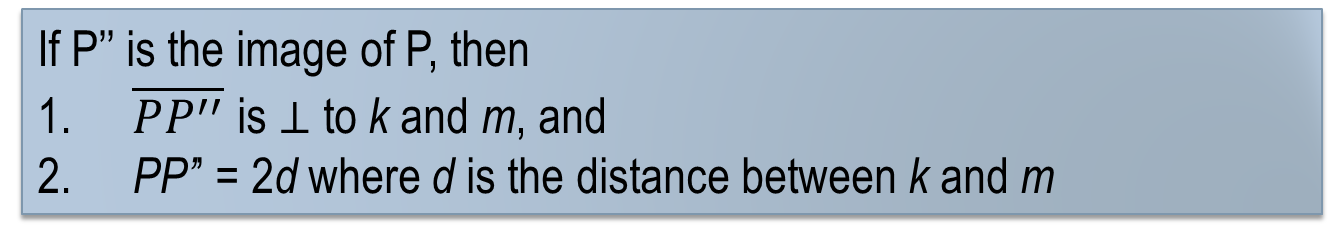 If P’’ is the image of P, then
1. $\overline{PP''}$ is ⊥ to k and m, and
2. PP’’ = 2d where d is the distance between k and m